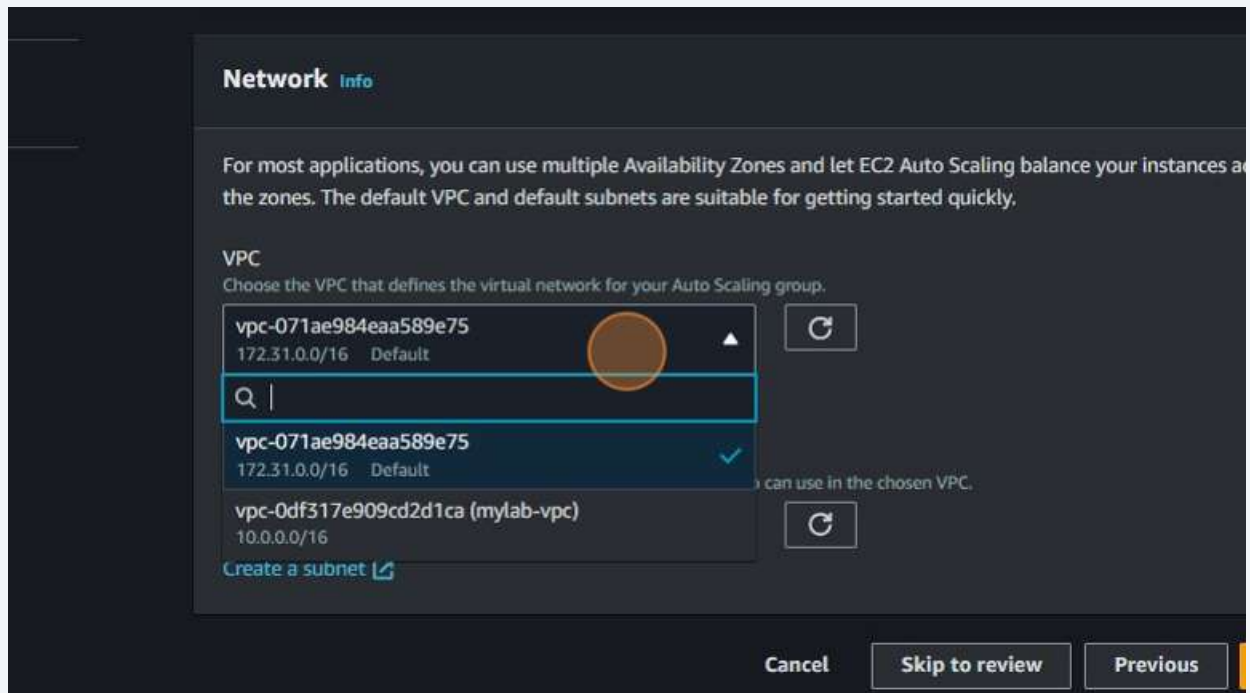 Network Info
For most applications, you can use multiple Availability Zones and let EC2 Auto Scaling balance your instances
the zones. The default VPC and default subnets are suitable for getting started quickly.
VPC
Choose the VPC that defines the virtual network for your Auto Scaling group.
vpc-071ae984eaa589e75
172.31.0.0/16 Default
vpc-071ae984eaa589e75
172.31.0.0/16 Default
can use in the chosen VPC.
vpc-0df317e909cd2d1ca (mylab-vpc)
10.0.0.0/16
Create a subnet
Cancel Skip to review Previous